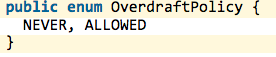 public enum OverdraftPolicy {
  NEVER, ALLOWED
}